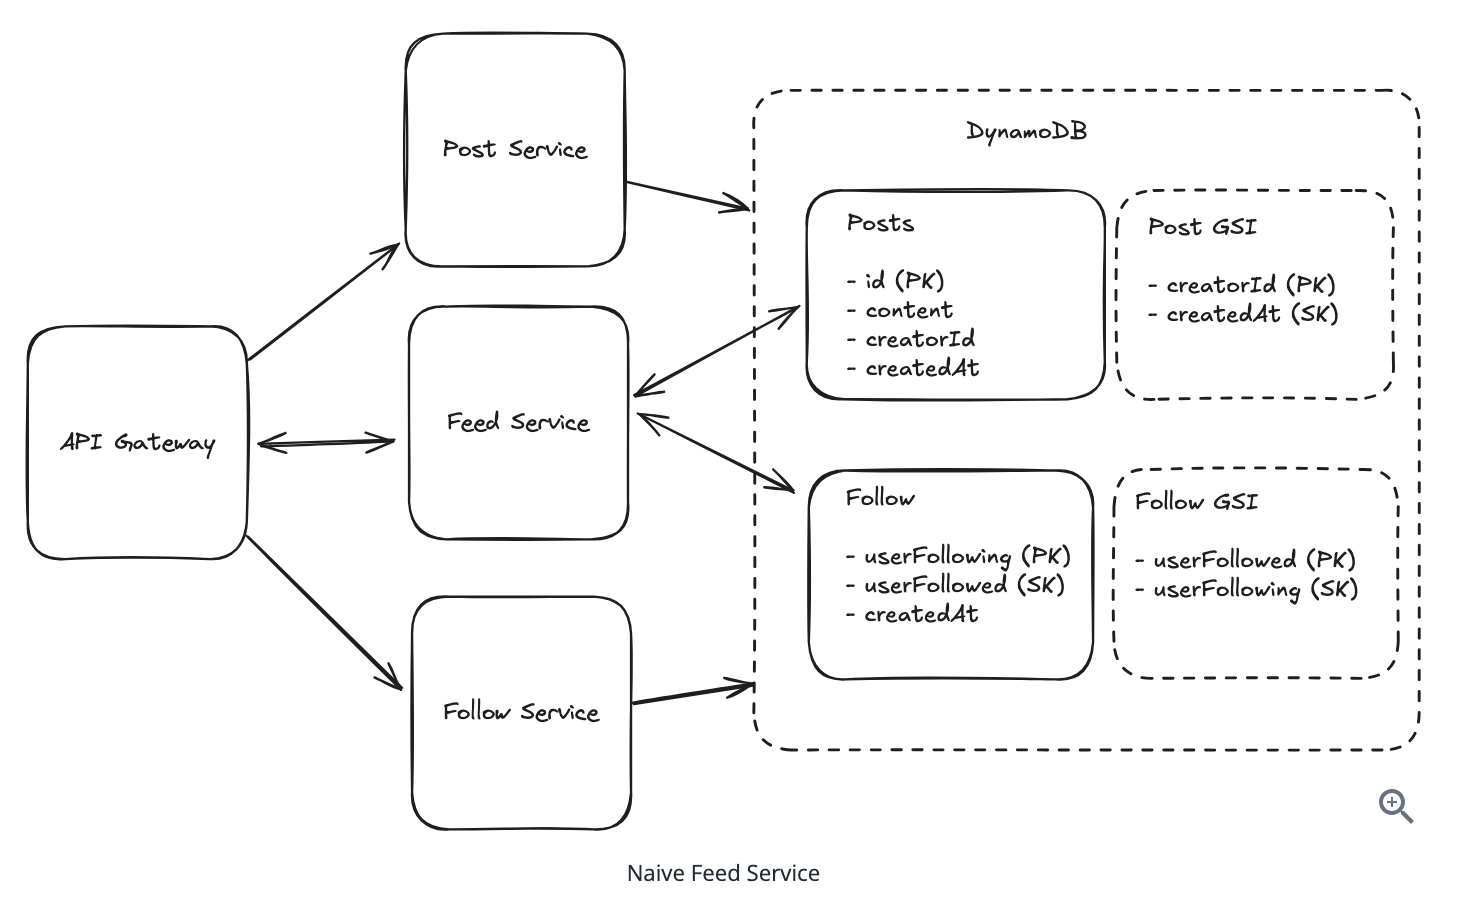 Post Service
DynamoDB
Posts
- id (PK)
- content
- creatorId
- createdAt
Post GSI
- creatorId (PK)
- createdAt (SK)
API Gateway
Feed Service
Follow
- userFollowing (PK)
- userFollowed (SK)
- createdAt
Follow GSI
- userFollowed (PK)
- userFollowing (SK)
Follow Service
Naive Feed Service